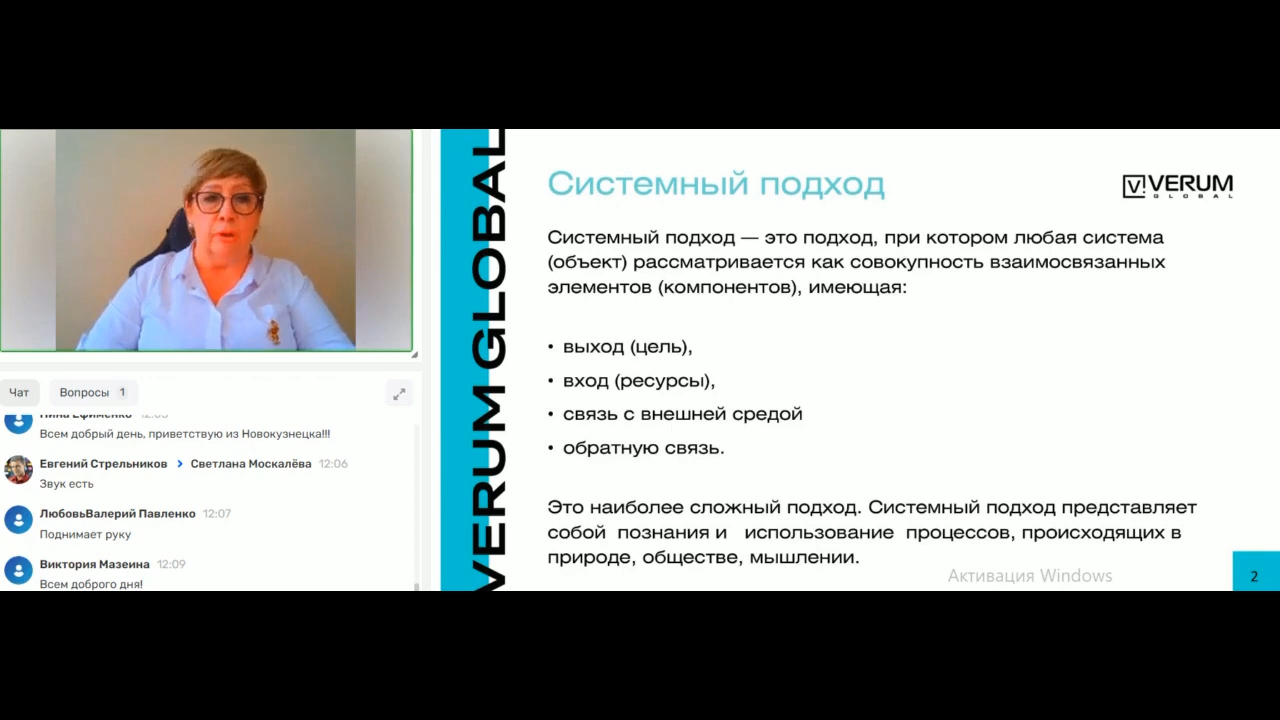 Чат
Вопросы 1
Нина Ефименко 12:05
Всем добрый день, приветствую из Новокузнецка!!!
Евгений Стрельников > Светлана Москалёва 12:06
Звук есть
ЛюбовьВалерий Павленко 12:07
Поднимает руку
Виктория Мазеина 12:09
Всем доброго дня!
VERUM GLOBAL
Системный подход
V! VERUM
GLOBAL
Системный подход — это подход, при котором любая система
(объект) рассматривается как совокупность взаимосвязанных
элементов (компонентов), имеющая:
• выход (цель),
• вход (ресурсы),
• связь с внешней средой
• обратную связь.
Это наиболее сложный подход. Системный подход представляет
собой познания и использование процессов, происходящих в
природе, обществе, мышлении.
Активация Windows
2